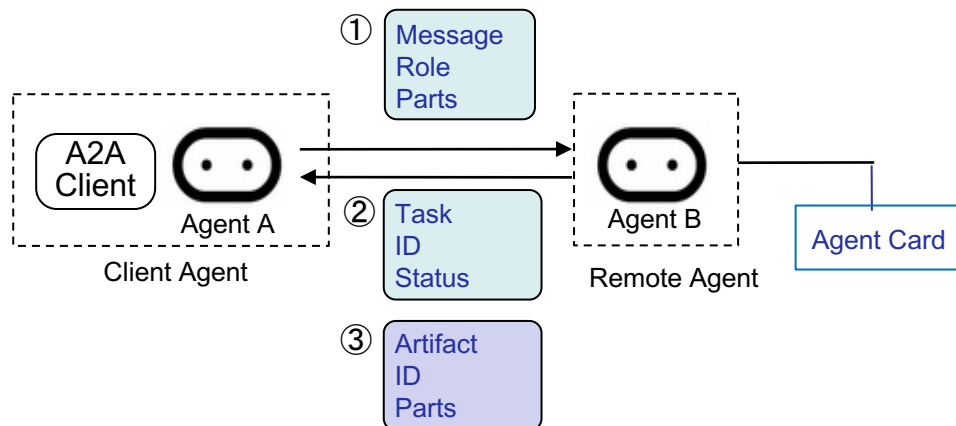 ①
Message
Role
Parts
A2A
Client
Agent A
Client Agent
②
Task
ID
Status
Agent B
Remote Agent
Agent Card
③
Artifact
ID
Parts